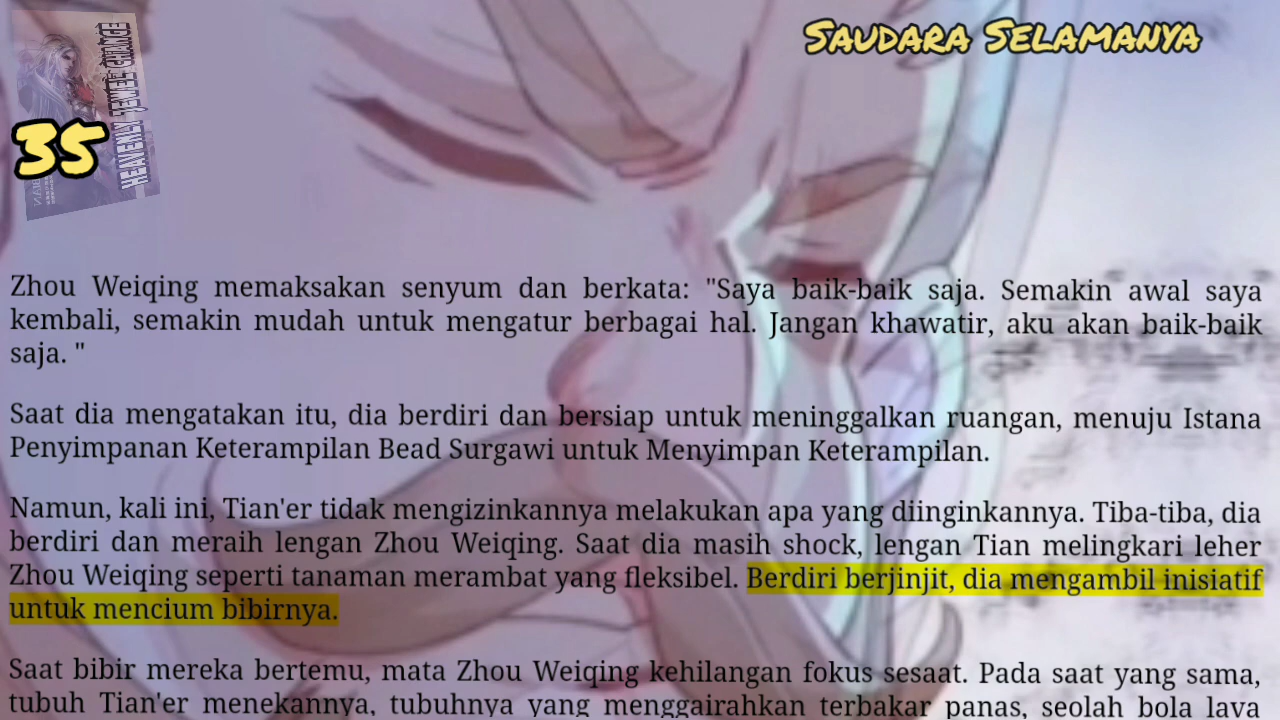 Saudara Selamanya
HEAVENLY JEWEL CHANGE
35
Zhou Weiqing memaksakan senyum dan berkata: "Saya baik-baik saja. Semakin awal saya
kembali, semakin mudah untuk mengatur berbagai hal. Jangan khawatir, aku akan baik-baik
saja. "
Saat dia mengatakan itu, dia berdiri dan bersiap untuk meninggalkan ruangan, menuju Istana
Penyimpanan Keterampilan Bead Surgawi untuk Menyimpan Keterampilan.
Namun, kali ini, Tian'er tidak mengizinkannya melakukan apa yang diinginkannya. Tiba-tiba, dia
berdiri dan meraih lengan Zhou Weiqing. Saat dia masih shock, lengan Tian melingkari leher
Zhou Weiqing seperti tanaman merambat yang fleksibel. Berdiri berjinjit, dia mengambil inisiatif
untuk mencium bibirnya.
Saat bibir mereka bertemu, mata Zhou Weiqing kehilangan fokus sesaat. Pada saat yang sama,
tubuh Tian'er menekannya, tubuhnya yang menggairahkan terbakar panas, seolah bola lava